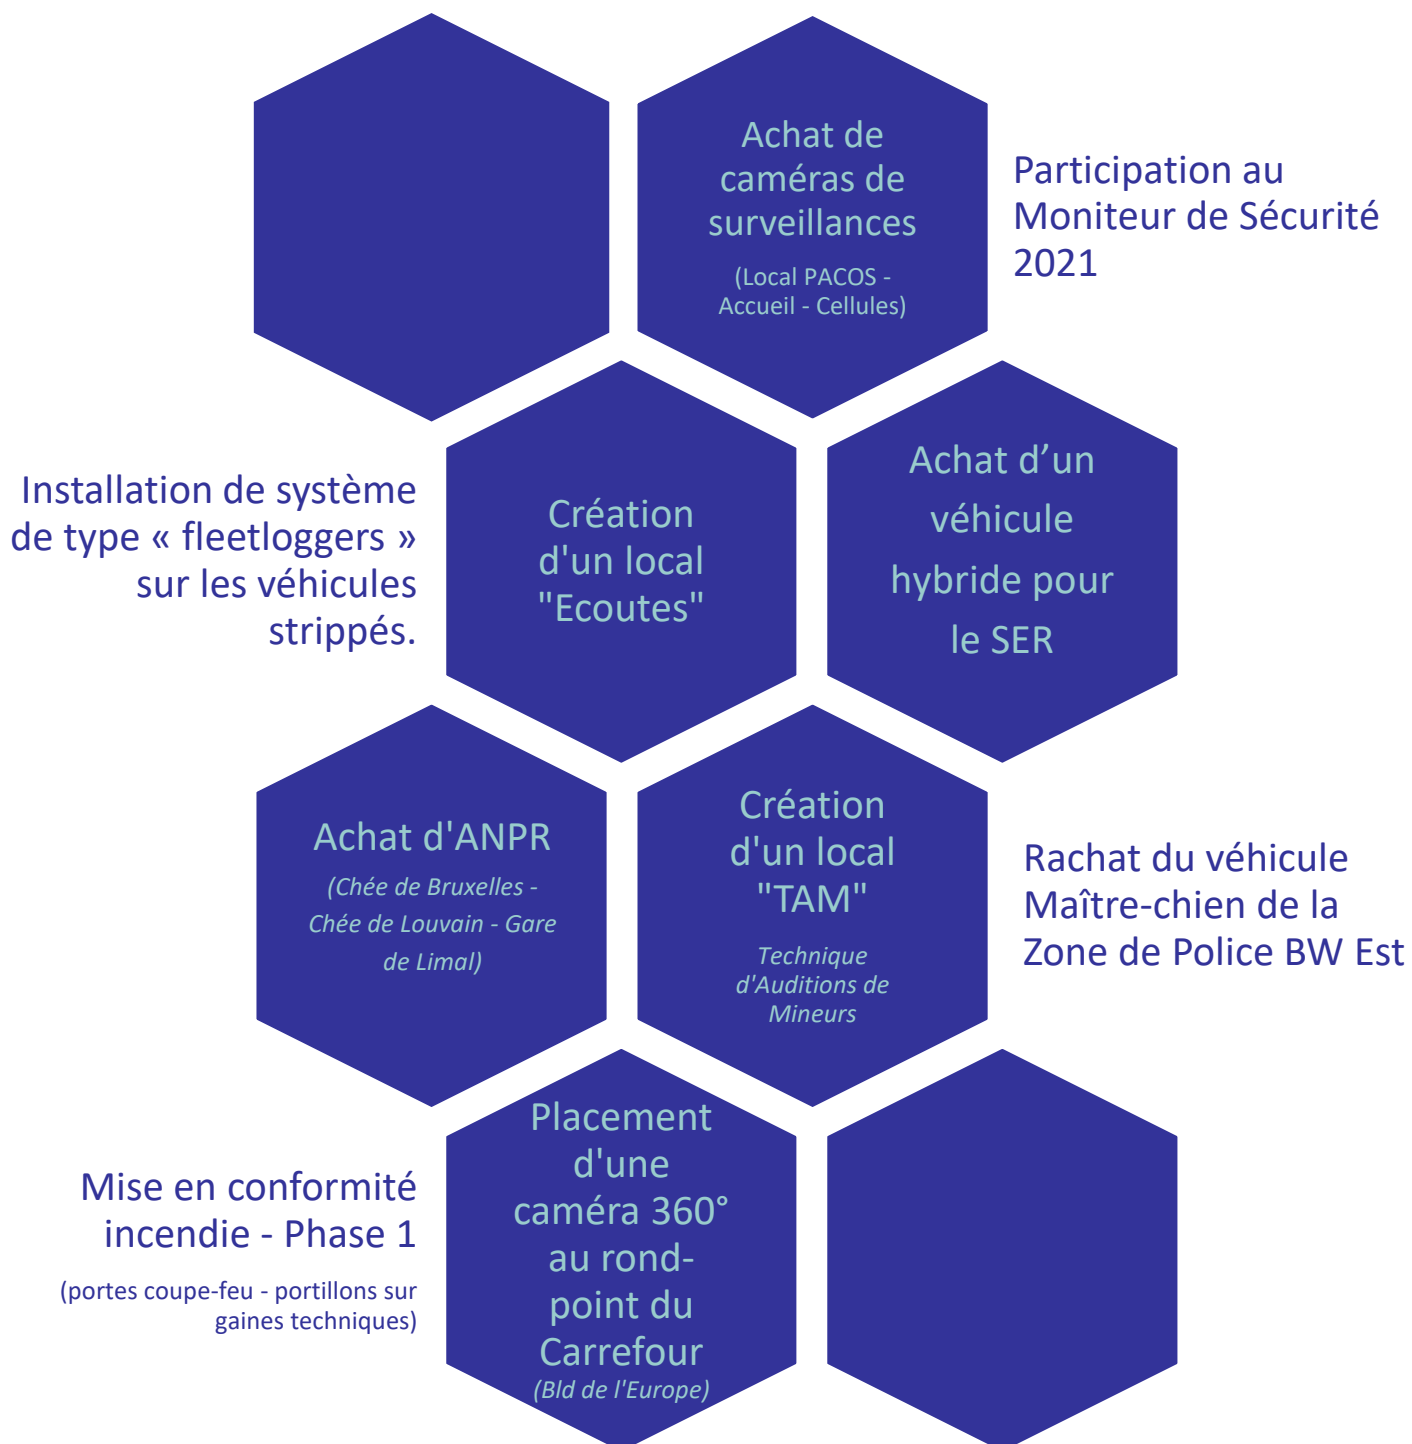 Achat de
caméras de
surveillances
(Local PACOS -
Accueil - Cellules)
Participation au
Moniteur de Sécurité
2021
Installation de système
de type « fleetloggers »
sur les véhicules
strippés.
Création
d'un local
"Ecoutes"
Achat d’un
véhicule
hybride pour
le SER
Achat d'ANPR
(Chée de Bruxelles -
Chée de Louvain - Gare
de Limal)
Création
d'un local
"TAM"
Technique
d'Auditions de
Mineurs
Rachat du véhicule
Maître-chien de la
Zone de Police BW Est
Mise en conformité
incendie - Phase 1
(portes coupe-feu - portillons sur
gaines techniques)
Placement
d'une
caméra 360°
au rond-
point du
Carrefour
(Bld de l'Europe)